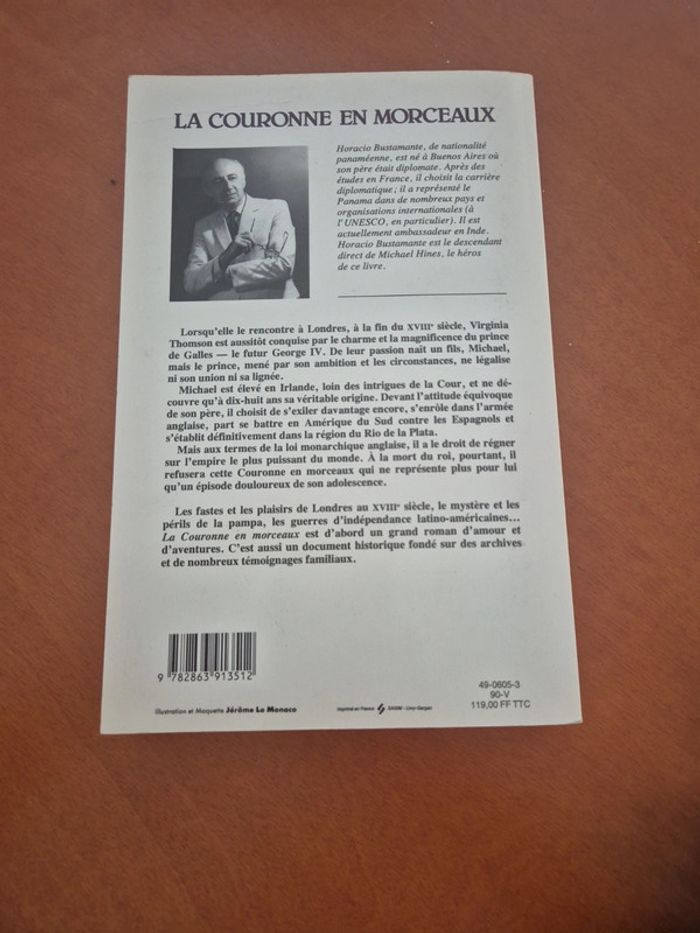 LA COURONNE EN MORCEAUX
Horacio Bustamante, de nationalité
panaméenne, est né à Buenos Aires où
son père était diplomate. Après des
études en France, il choisit la carrière
diplomatique ; il a représenté le
Panama dans de nombreux pays et
organisations internationales (à
l'UNESCO, en particulier). Il est
actuellement ambassadeur en Inde.
Horacio Bustamante est le descendant
direct de Michael Hines, le héros
de ce livre.
Lorsqu'elle le rencontre à Londres, à la fin du XVIIIe siècle, Virginia
Thomson est aussitôt conquise par le charme et la magnificence du prince
de Galles — le futur George IV. De leur passion naît un fils, Michael,
mais le prince, mené par son ambition et les circonstances, ne légalise
ni son union ni sa lignée.
Michael est élevé en Irlande, loin des intrigues de la Cour, et ne dé-
couvre qu'à dix-huit ans sa véritable origine. Devant l'attitude équivoque
de son père, il choisit de s'exiler davantage encore, s'enrôle dans l'armée
anglaise, part se battre en Amérique du Sud contre les Espagnols et
s'établit définitivement dans la région du Rio de la Plata.
Mais aux termes de la loi monarchique anglaise, il a le droit de régner
sur l'empire le plus puissant du monde. À la mort du roi, pourtant, il
refusera cette Couronne en morceaux qui ne représente plus pour lui
qu'un épisode douloureux de son adolescence.
Les fastes et les plaisirs de Londres au XVIIIe siècle, le mystère et les
périls de la pampa, les guerres d'indépendance latino-américaines...
La Couronne en morceaux est d'abord un grand roman d'amour et
d'aventures. C'est aussi un document historique fondé sur des archives
et de nombreux témoignages familiaux.
9 782863 913512
49-0605-3
90-V
119,00 FF TTC
Illustration et Maquette Jérôme Lo Monaco
Imprimé en France